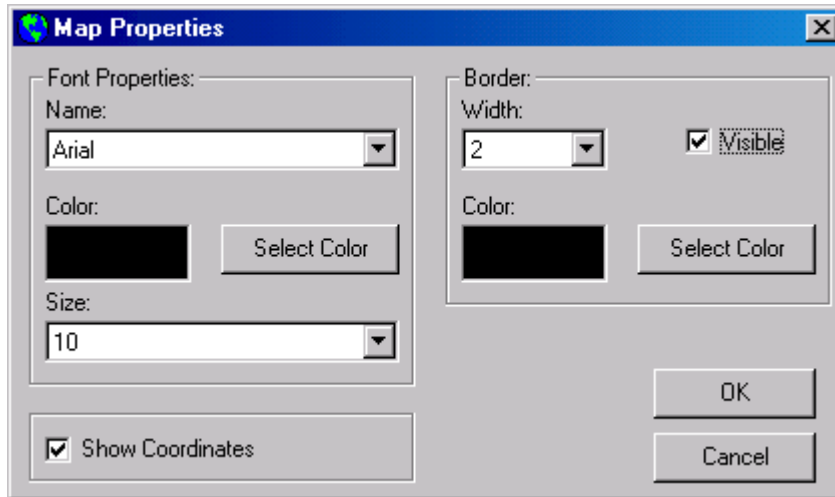 Map Properties
Font Properties:
Name:
Arial
Color:
Select Color
Size:
10
Show Coordinates
Border:
Width:
2
Visible
Color:
Select Color
OK
Cancel